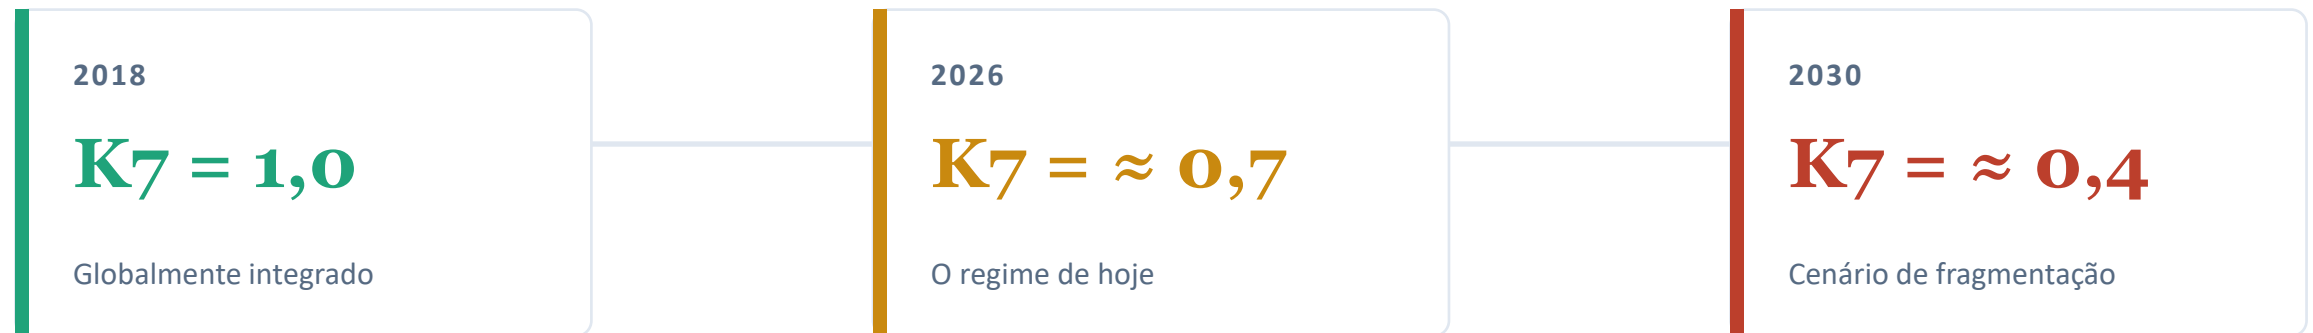 2018
K7 = 1,0
Globalmente integrado
2026
K7 = ≈ 0,7
O regime de hoje
2030
K7 = ≈ 0,4
Cenário de fragmentação